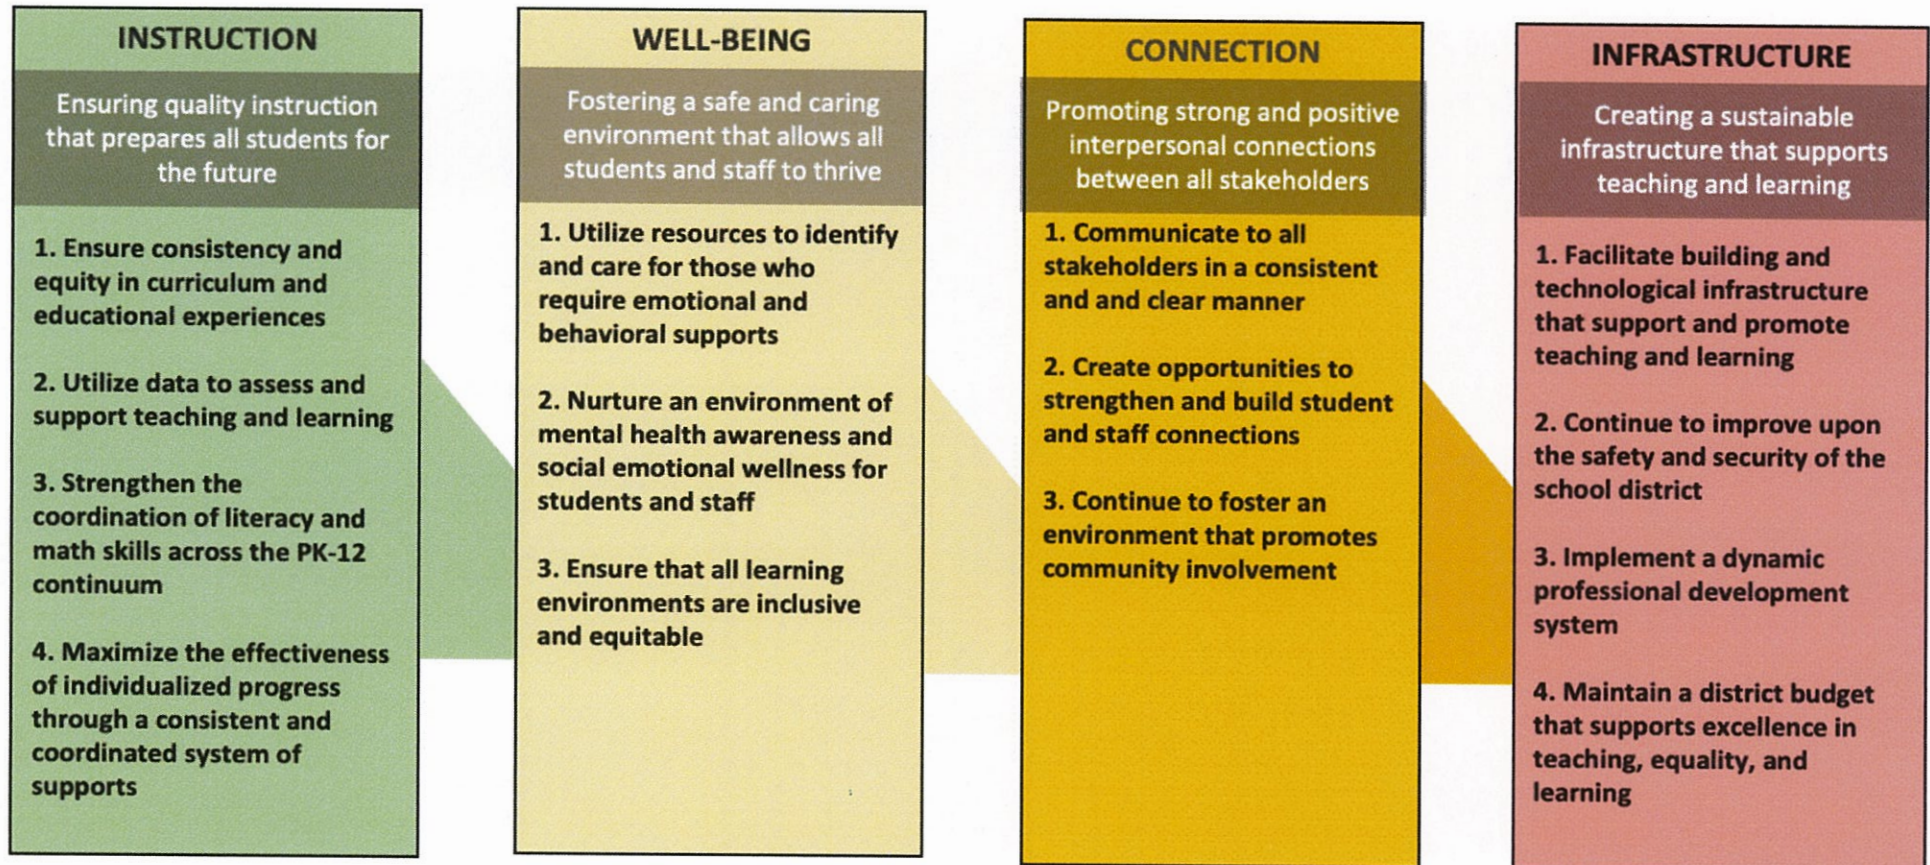 INSTRUCTION
Ensuring quality instruction
that prepares all students for
the future
1. Ensure consistency and
equity in curriculum and
educational experiences
2. Utilize data to assess and
support teaching and learning
3. Strengthen the
coordination of literacy and
math skills across the PK-12
continuum
4. Maximize the effectiveness
of individualized progress
through a consistent and
coordinated system of
supports
WELL-BEING
Fostering a safe and caring
environment that allows all
students and staff to thrive
1. Utilize resources to identify
and care for those who
require emotional and
behavioral supports
2. Nurture an environment of
mental health awareness and
social emotional wellness for
students and staff
3. Ensure that all learning
environments are inclusive
and equitable
CONNECTION
Promoting strong and positive
interpersonal connections
between all stakeholders
1. Communicate to all
stakeholders in a consistent
and and clear manner
2. Create opportunities to
strengthen and build student
and staff connections
3. Continue to foster an
environment that promotes
community involvement
INFRASTRUCTURE
Creating a sustainable
infrastructure that supports
teaching and learning
1. Facilitate building and
technological infrastructure
that support and promote
teaching and learning
2. Continue to improve upon
the safety and security of the
school district
3. Implement a dynamic
professional development
system
4. Maintain a district budget
that supports excellence in
teaching, equality, and
learning